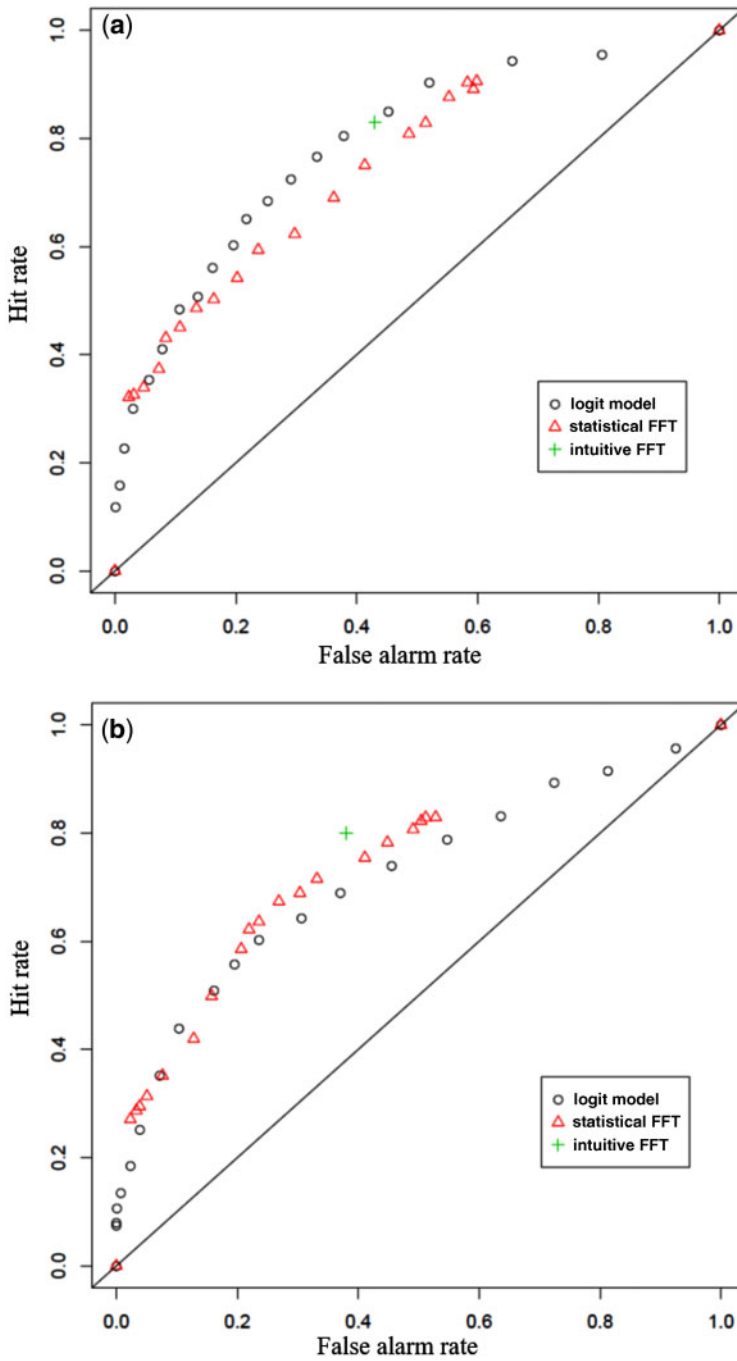 (a)
1.0
0.8
0.6
0.4
0.2
0.0
Hit rate
logit model
statistical FFT
intuitive FFT
0.0 0.2 0.4 0.6 0.8 1.0
False alarm rate
(b)
1.0
0.8
0.6
0.4
0.2
0.0
Hit rate
logit model
statistical FFT
intuitive FFT
0.0 0.2 0.4 0.6 0.8 1.0
False alarm rate